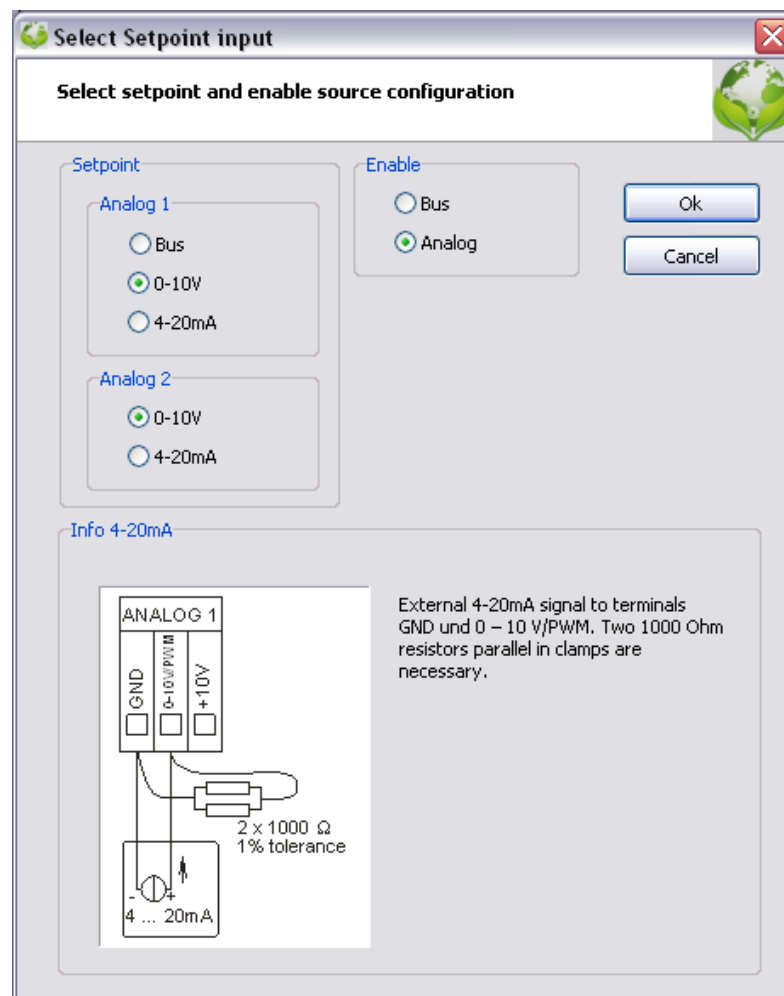 Select Setpoint input
Select setpoint and enable source configuration
Setpoint
Analog 1
Bus
0-10V
4-20mA
Analog 2
0-10V
4-20mA
Enable
Bus
Analog
Ok
Cancel
Info 4-20mA
ANALOG 1
GND
0-10V/PWM
+10V
2 x 1000 Ω
1% tolerance
- +
4 ... 20mA
External 4-20mA signal to terminals
GND und 0 – 10 V/PWM. Two 1000 Ohm
resistors parallel in clamps are
necessary.